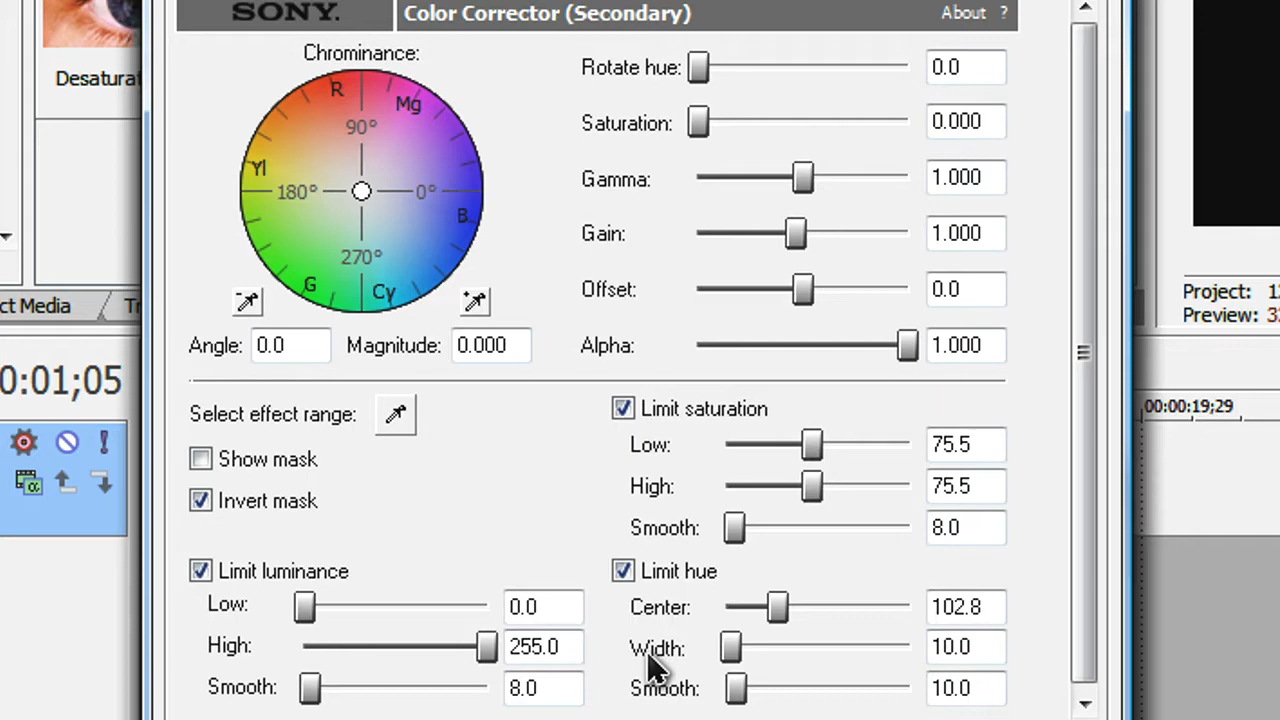 SONY.
Color Corrector (Secondary)
About ?
Desatura
Chrominance:
R
Mg
90°
Yl
180°
0°
B
270°
G
Cy
Angle: 0.0
Magnitude: 0.000
Rotate hue: 0.0
Saturation: 0.000
Gamma: 1.000
Gain: 1.000
Offset: 0.0
Alpha: 1.000
ct Media
Project:
Preview:
0:01;05
00:00:19;29
Select effect range:
Show mask
Invert mask
Limit luminance
Low: 0.0
High: 255.0
Smooth: 8.0
Limit saturation
Low: 75.5
High: 75.5
Smooth: 8.0
Limit hue
Center: 102.8
Width: 10.0
Smooth: 10.0